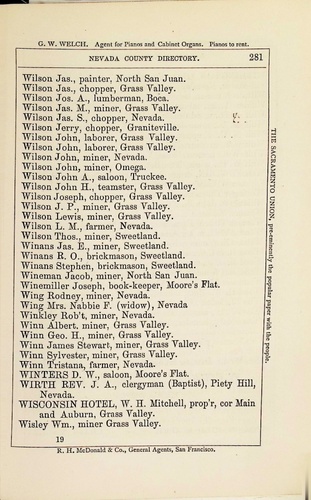 G. W. WELCH. Agent for Pianos and Cabinet Organs. Pianos to rent.
NEVADA COUNTY DIRECTORY. 281
Wilson Jas., painter, North San Juan.
Wilson Jas., chopper, Grass Valley.
Wilson Jos. A., lumberman, Boca.
Wilson Jas. M., miner, Grass Valley.
Wilson Jas. S., chopper, Nevada.
Wilson Jerry, chopper, Graniteville.
Wilson John, laborer, Grass Valley.
Wilson John, laborer, Grass Valley.
Wilson John, miner, Nevada.
Wilson John, miner, Omega.
Wilson John A., saloon, Truckee.
Wilson John H., teamster, Grass Valley.
Wilson Joseph, chopper, Grass Valley.
Wilson J. P., miner, Grass Valley.
Wilson Lewis, miner, Grass Valley.
Wilson L. M., farmer, Nevada.
Wilson Thos., miner, Sweetland.
Winans Jas. E., miner, Sweetland.
Winans R. O., brickmason, Sweetland.
Winans Stephen, brickmason, Sweetland.
Wineman Jacob, miner, North San Juan.
Winemiller Joseph, book-keeper, Moore's Flat.
Wing Rodney, miner, Nevada.
Wing Mrs. Nabbie F. (widow), Nevada
Winkley Rob't, miner, Nevada.
Winn Albert. miner, Grass Valley.
Winn Geo. H., miner, Grass Valley.
Winn James Stewart, miner, Grass Valley.
Winn Sylvester, miner, Grass Valley.
Winn Tristana, farmer, Nevada.
WINTERS D. W., saloon, Moore's Flat.
WIRTH REV. J. A., clergyman (Baptist), Piety Hill,
Nevada.
WISCONSIN HOTEL, W. H. Mitchell, prop'r, cor Main
and Auburn, Grass Valley.
Wisley Wm., miner Grass Valley.
19
R. H. McDonald & Co., General Agents, San Francisco.
THE SACRAMENTO UNION, pre-eminently the popular paper with the people.